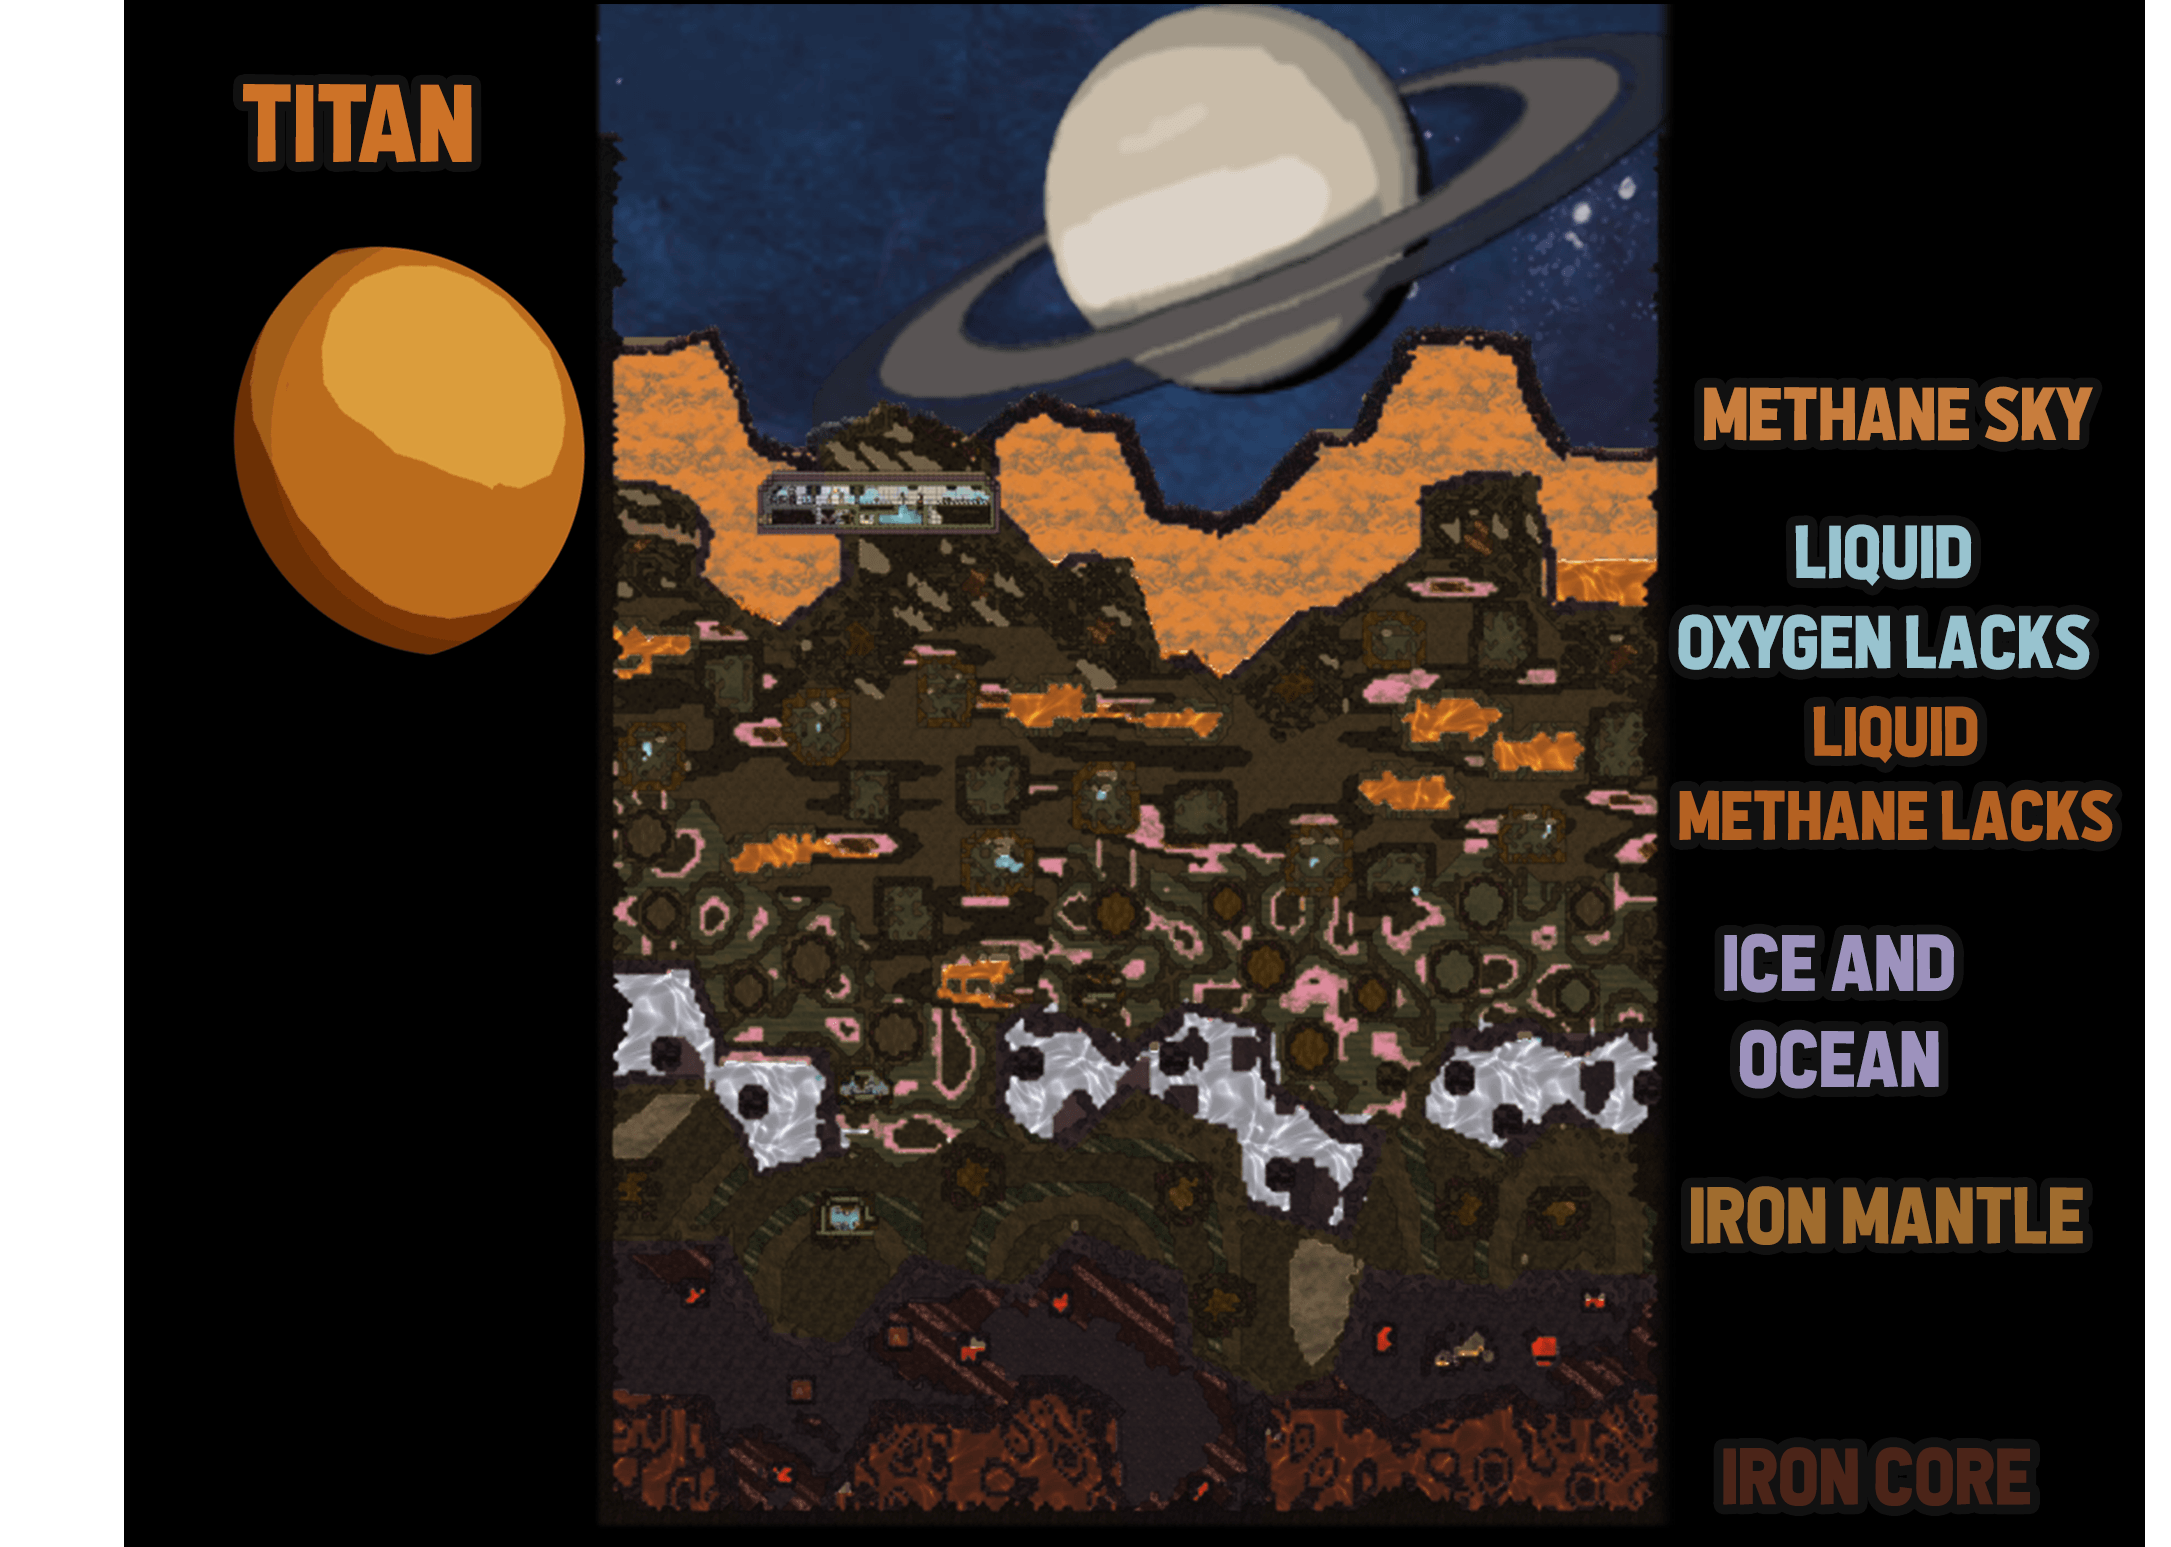 TITAN
METHANE SKY
LIQUID
OXYGEN LACKS
LIQUID
METHANE LACKS
ICE AND
OCEAN
IRON MANTLE
IRON CORE